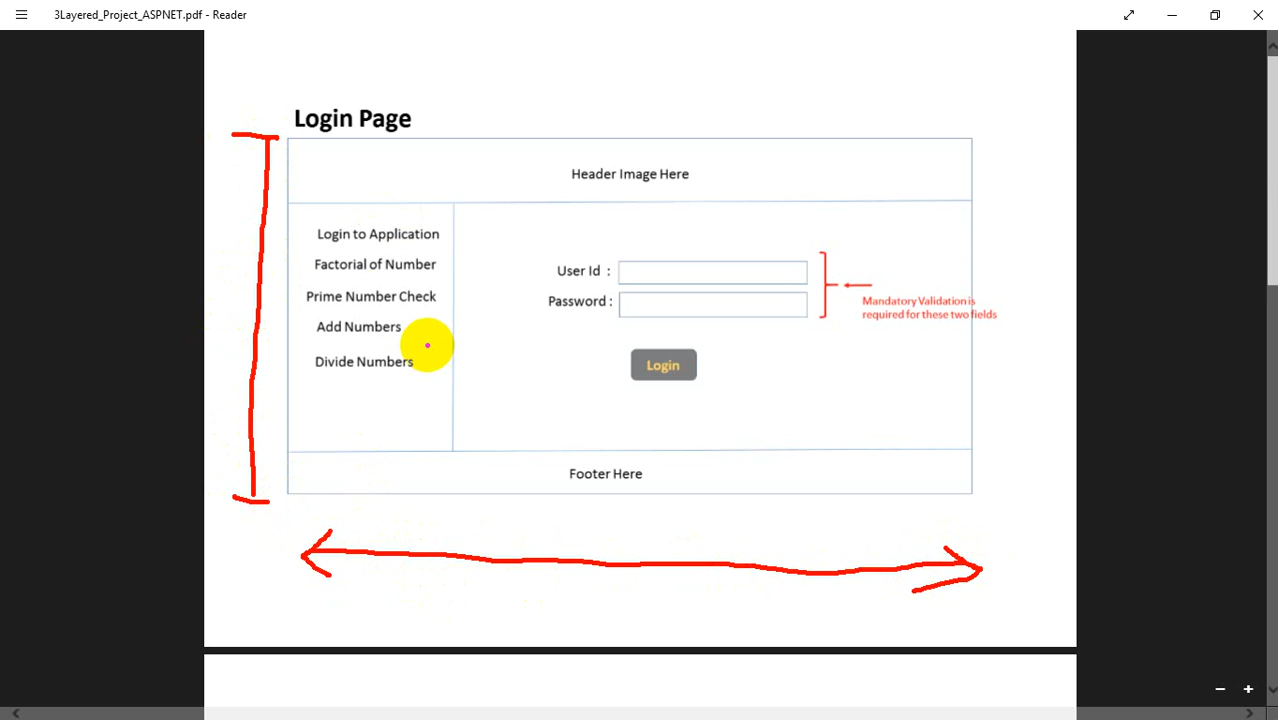 3Layered_Project_ASPNET.pdf - Reader
Login Page
Header Image Here
Login to Application
Factorial of Number
Prime Number Check
Add Numbers
Divide Numbers
User Id :
Password :
Mandatory Validation is
required for these two fields
Login
Footer Here